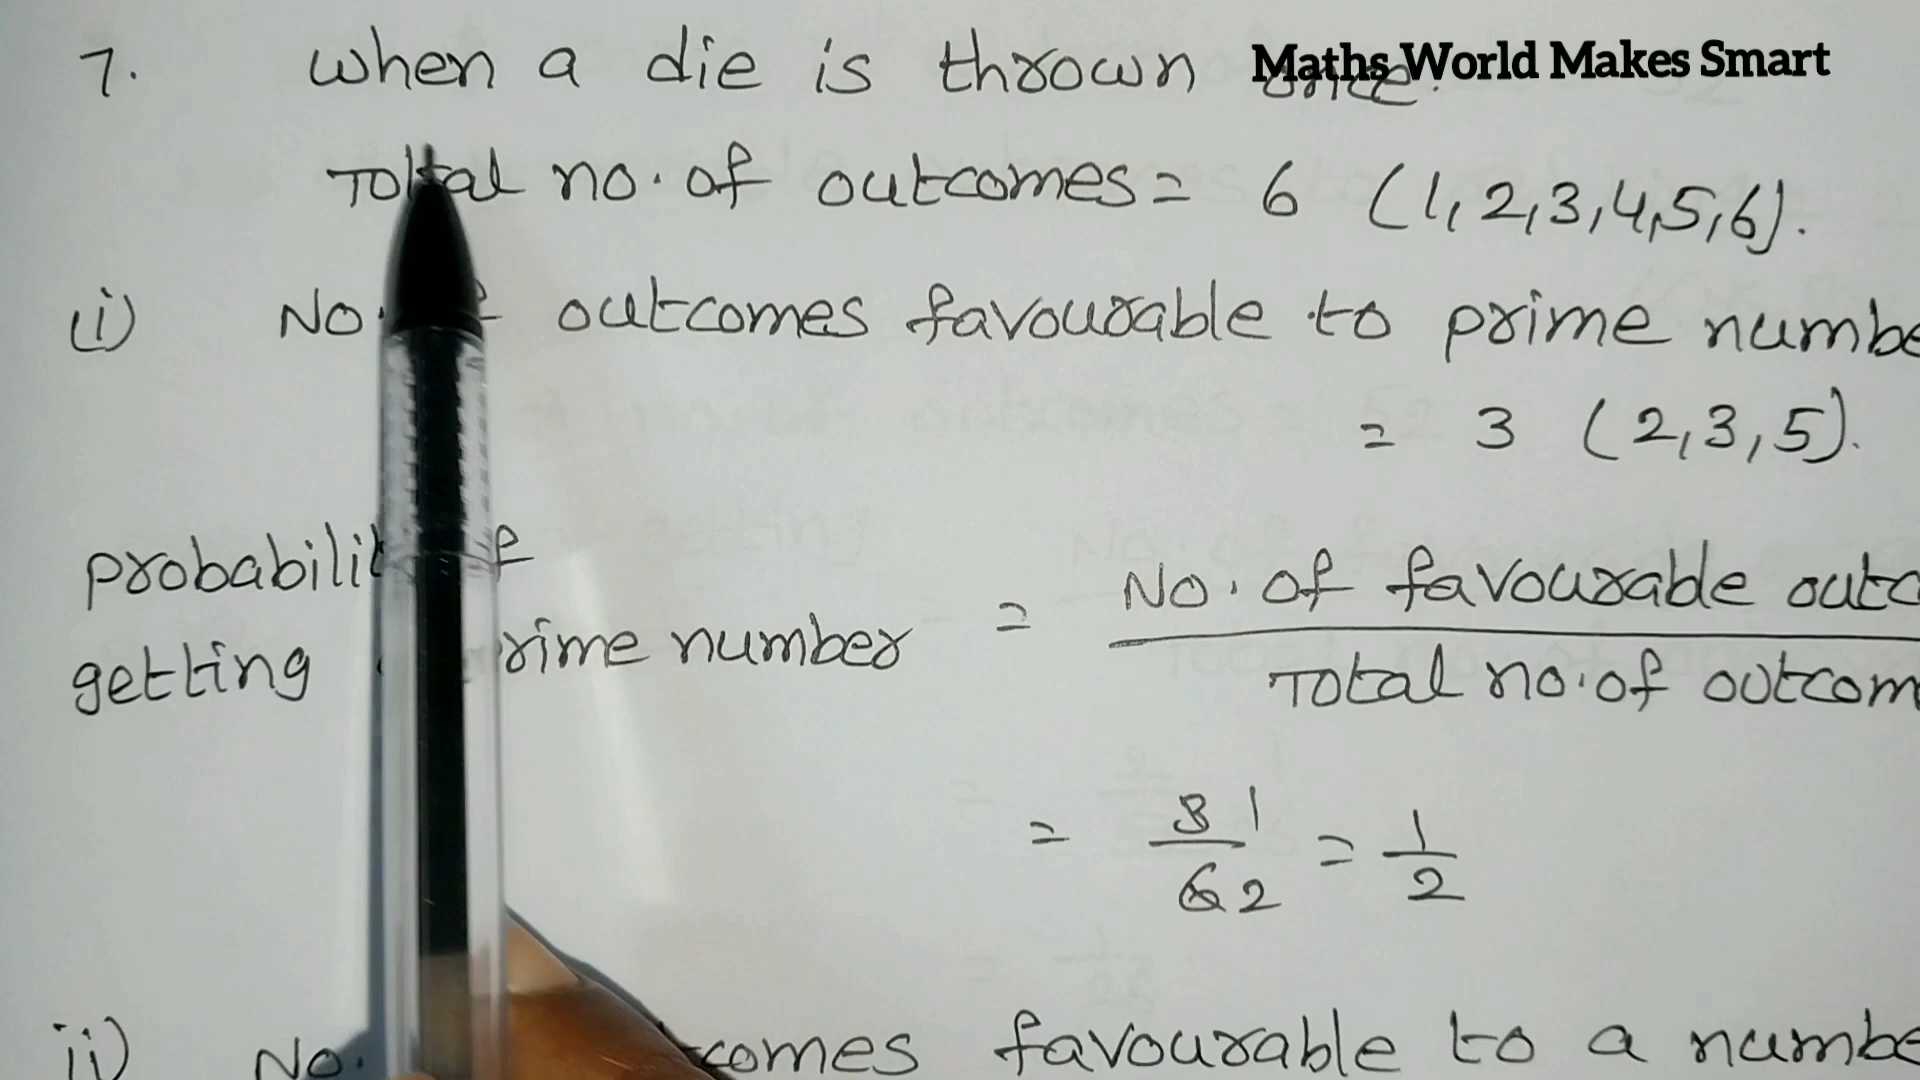 7. When a die is thrown once.
Maths World Makes Smart
Total no. of outcomes = 6 (1,2,3,4,5,6).
(i) No. outcomes favourable to prime numbe
= 3 (2,3,5).
probabili
getting rime number = No. of favourable outc
Total no. of outcom
= 3 1 / 6 2 = 1/2
ii) No. comes favourable to a numbe